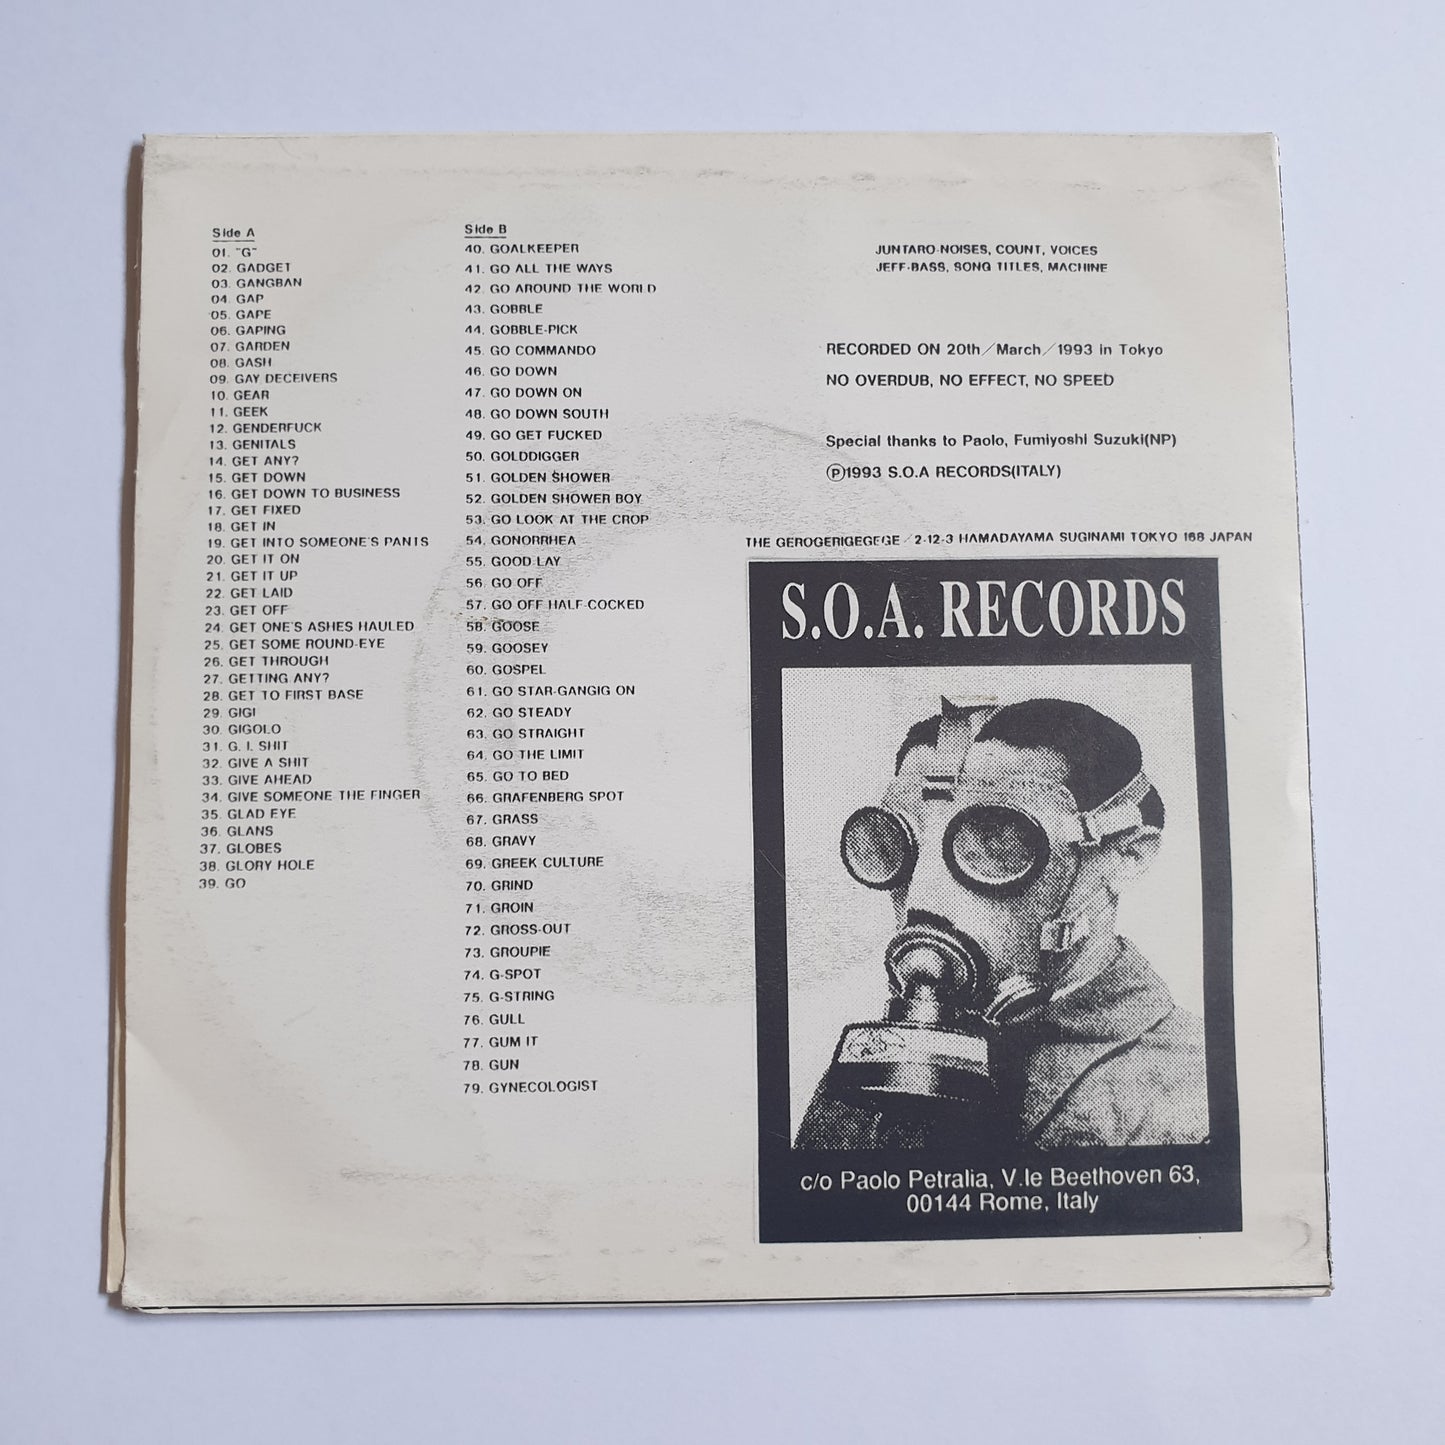 Side A
01. "G"
02. GADGET
03. GANGBAN
04. GAP
05. GAPE
06. GAPING
07. GARDEN
08. GASH
09. GAY DECEIVERS
10. GEAR
11. GEEK
12. GENDERFUCK
13. GENITALS
14. GET ANY?
15. GET DOWN
16. GET DOWN TO BUSINESS
17. GET FIXED
18. GET IN
19. GET INTO SOMEONE'S PANTS
20. GET IT ON
21. GET IT UP
22. GET LAID
23. GET OFF
24. GET ONE'S ASHES HAULED
25. GET SOME ROUND-EYE
26. GET THROUGH
27. GETTING ANY?
28. GET TO FIRST BASE
29. GIGI
30. GIGOLO
31. G. I. SHIT
32. GIVE A SHIT
33. GIVE AHEAD
34. GIVE SOMEONE THE FINGER
35. GLAD EYE
36. GLANS
37. GLOBES
38. GLORY HOLE
39. GO
Side B
40. GOALKEEPER
41. GO ALL THE WAYS
42. GO AROUND THE WORLD
43. GOBBLE
44. GOBBLE-PICK
45. GO COMMANDO
46. GO DOWN
47. GO DOWN ON
48. GO DOWN SOUTH
49. GO GET FUCKED
50. GOLDDIGGER
51. GOLDEN SHOWER
52. GOLDEN SHOWER BOY
53. GO LOOK AT THE CROP
54. GONORRHEA
55. GOOD LAY
56. GO OFF
57. GO OFF HALF-COCKED
58. GOOSE
59. GOOSEY
60. GOSPEL
61. GO STAR-GANGIG ON
62. GO STEADY
63. GO STRAIGHT
64. GO THE LIMIT
65. GO TO BED
66. GRAFENBERG SPOT
67. GRASS
68. GRAVY
69. GREEK CULTURE
70. GRIND
71. GROIN
72. GROSS-OUT
73. GROUPIE
74. G-SPOT
75. G-STRING
76. GULL
77. GUM IT
78. GUN
79. GYNECOLOGIST
JUNTARO-NOISES, COUNT, VOICES
JEFF-BASS, SONG TITLES, MACHINE
RECORDED ON 20th/March/1993 in Tokyo
NO OVERDUB, NO EFFECT, NO SPEED
Special thanks to Paolo, Fumiyoshi Suzuki(NP)
Ⓟ1993 S.O.A RECORDS(ITALY)
THE GEROGERIGEGEGE/2-12-3 HAMADAYAMA SUGINAMI TOKYO 168 JAPAN
S.O.A. RECORDS
c/o Paolo Petralia, V.le Beethoven 63,
00144 Rome, Italy